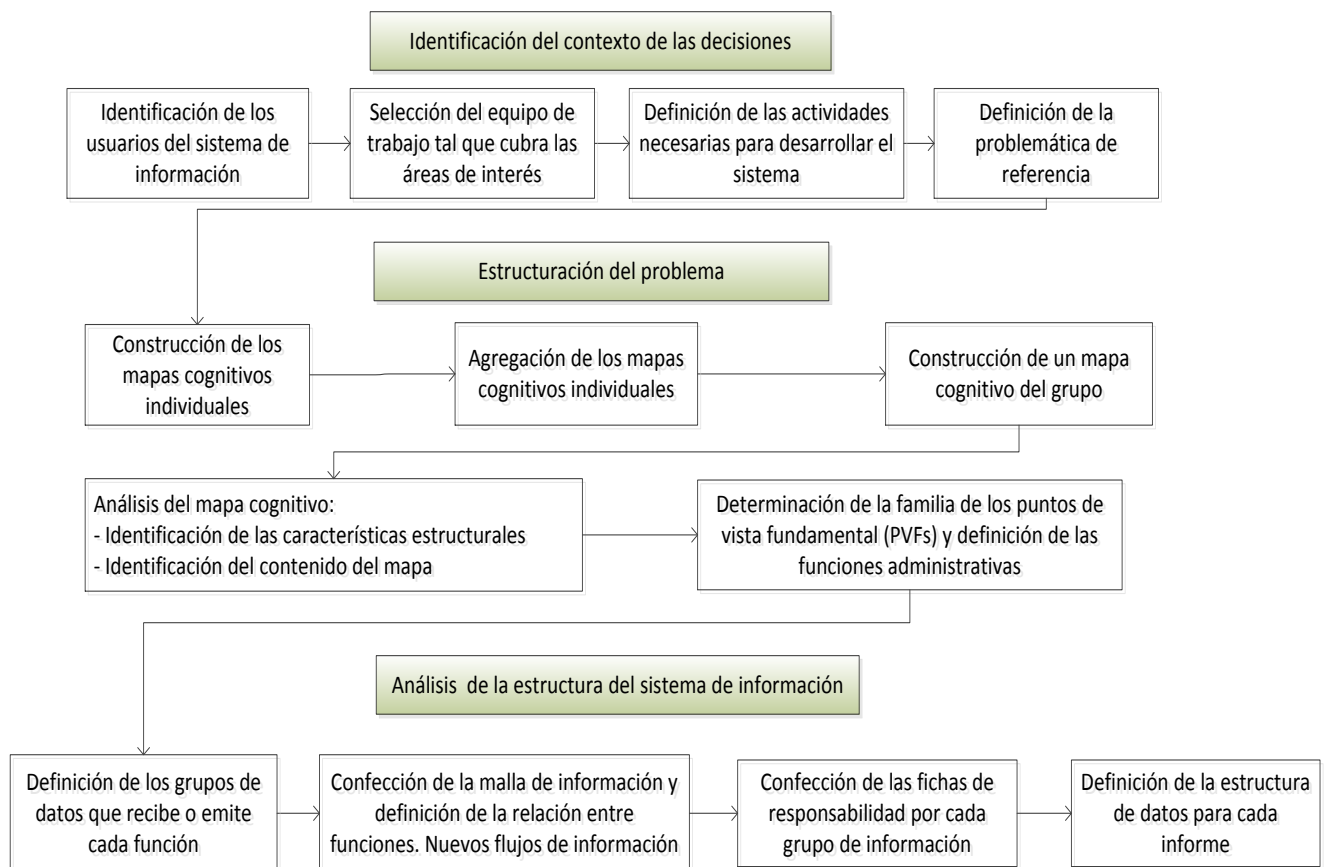 Identificación del contexto de las decisiones
Identificación de los
usuarios del sistema de
información
Selección del equipo de
trabajo tal que cubra las
áreas de interés
Definición de las actividades
necesarias para desarrollar el
sistema
Definición de la
problemática de
referencia
Estructuración del problema
Construcción de los
mapas cognitivos
individuales
Agregación de los mapas
cognitivos individuales
Construcción de un mapa
cognitivo del grupo
Análisis del mapa cognitivo:
- Identificación de las características estructurales
- Identificación del contenido del mapa
Determinación de la familia de los puntos de
vista fundamental (PVFs) y definición de las
funciones administrativas
Análisis de la estructura del sistema de información
Definición de los grupos de
datos que recibe o emite
cada función
Confección de la malla de información y
definición de la relación entre
funciones. Nuevos flujos de información
Confección de las fichas de
responsabilidad por cada
grupo de información
Definición de la estructura
de datos para cada
informe